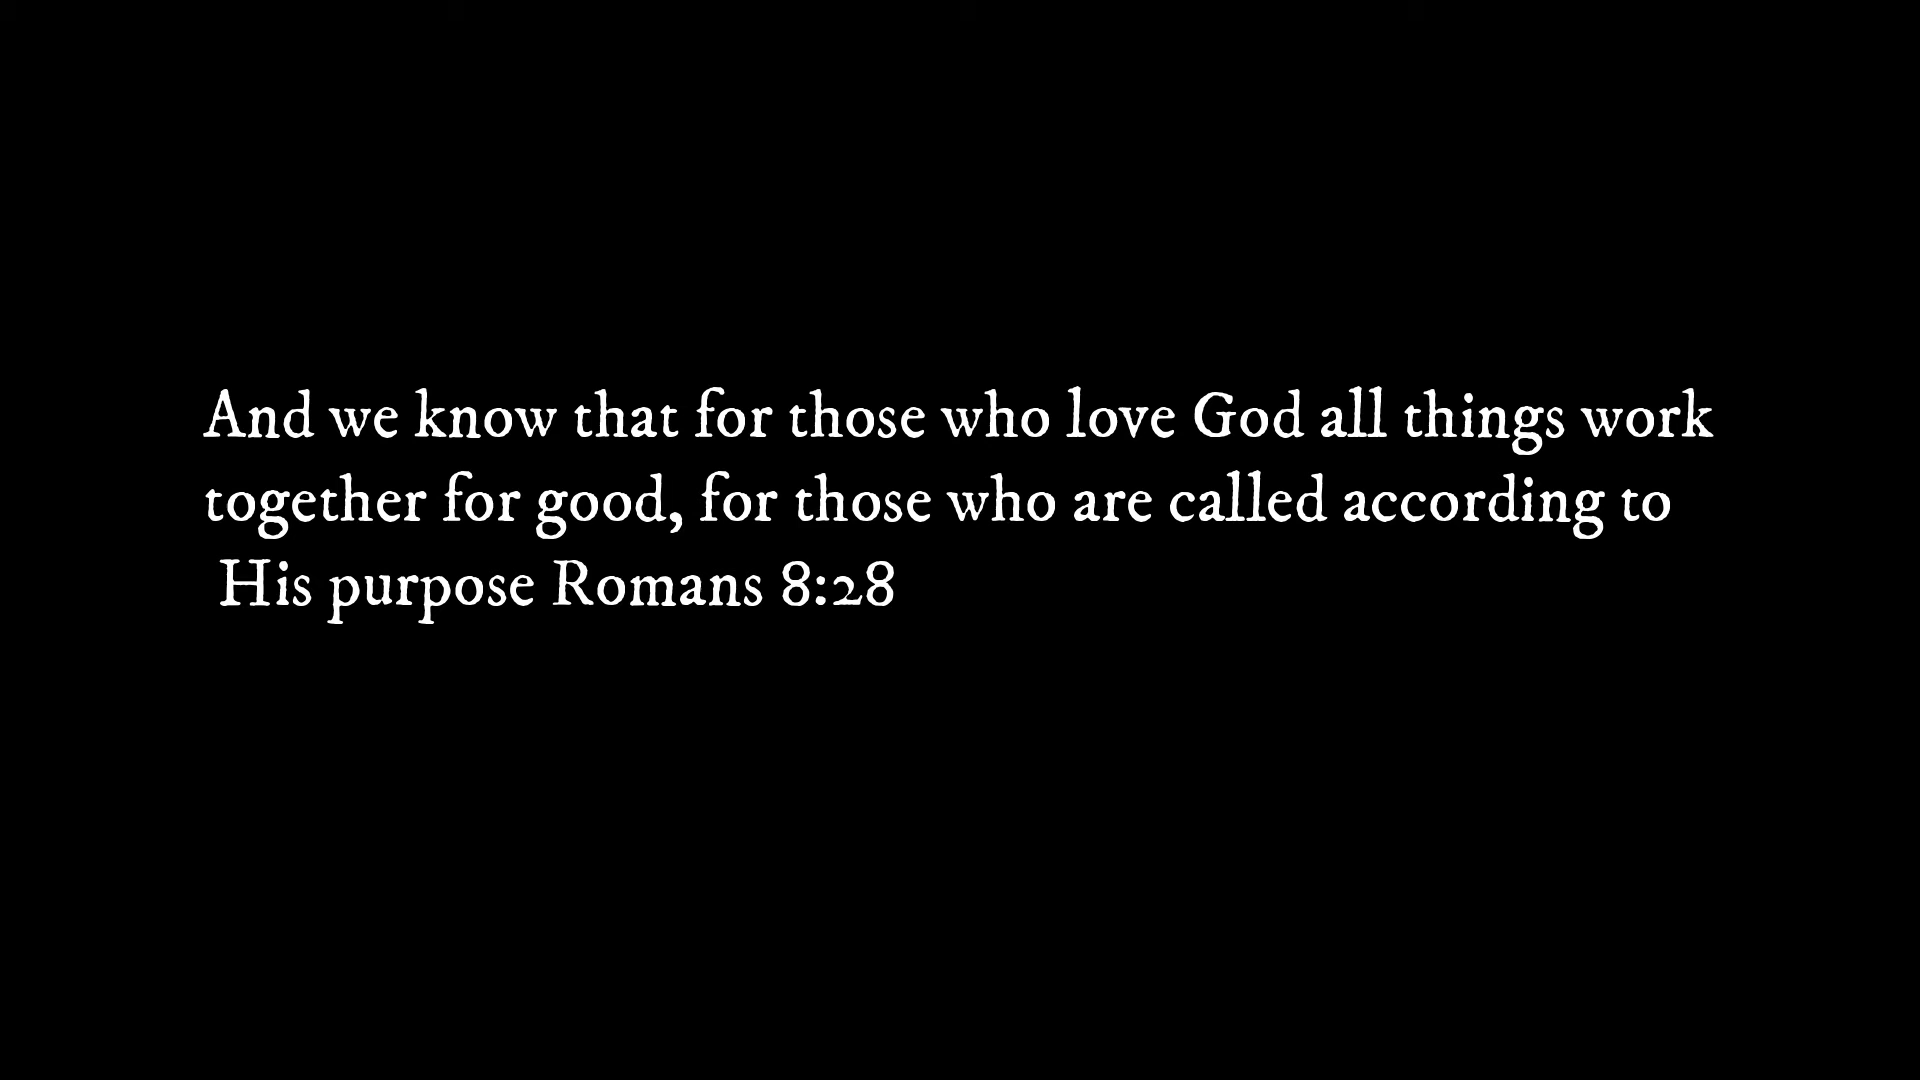 And we know that for those who love God all things work
together for good, for those who are called according to
His purpose Romans 8:28